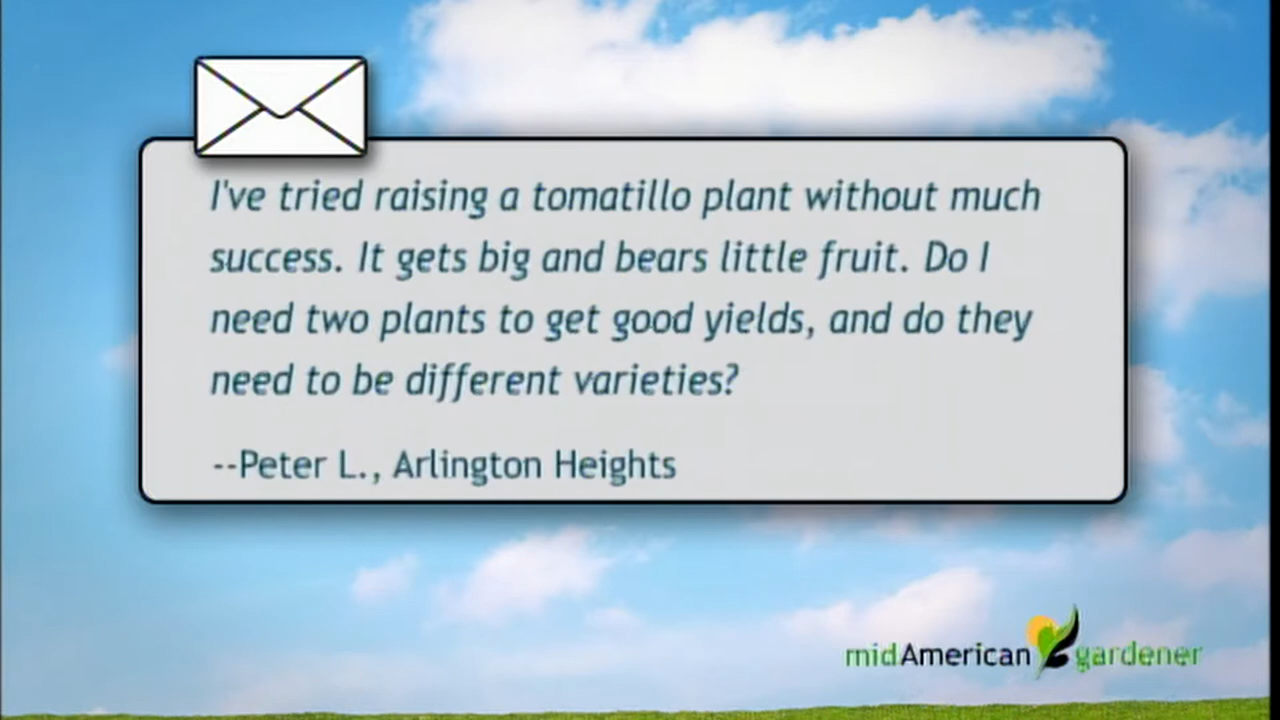 I've tried raising a tomatillo plant without much
success. It gets big and bears little fruit. Do I
need two plants to get good yields, and do they
need to be different varieties?
--Peter L., Arlington Heights
midAmerican gardener